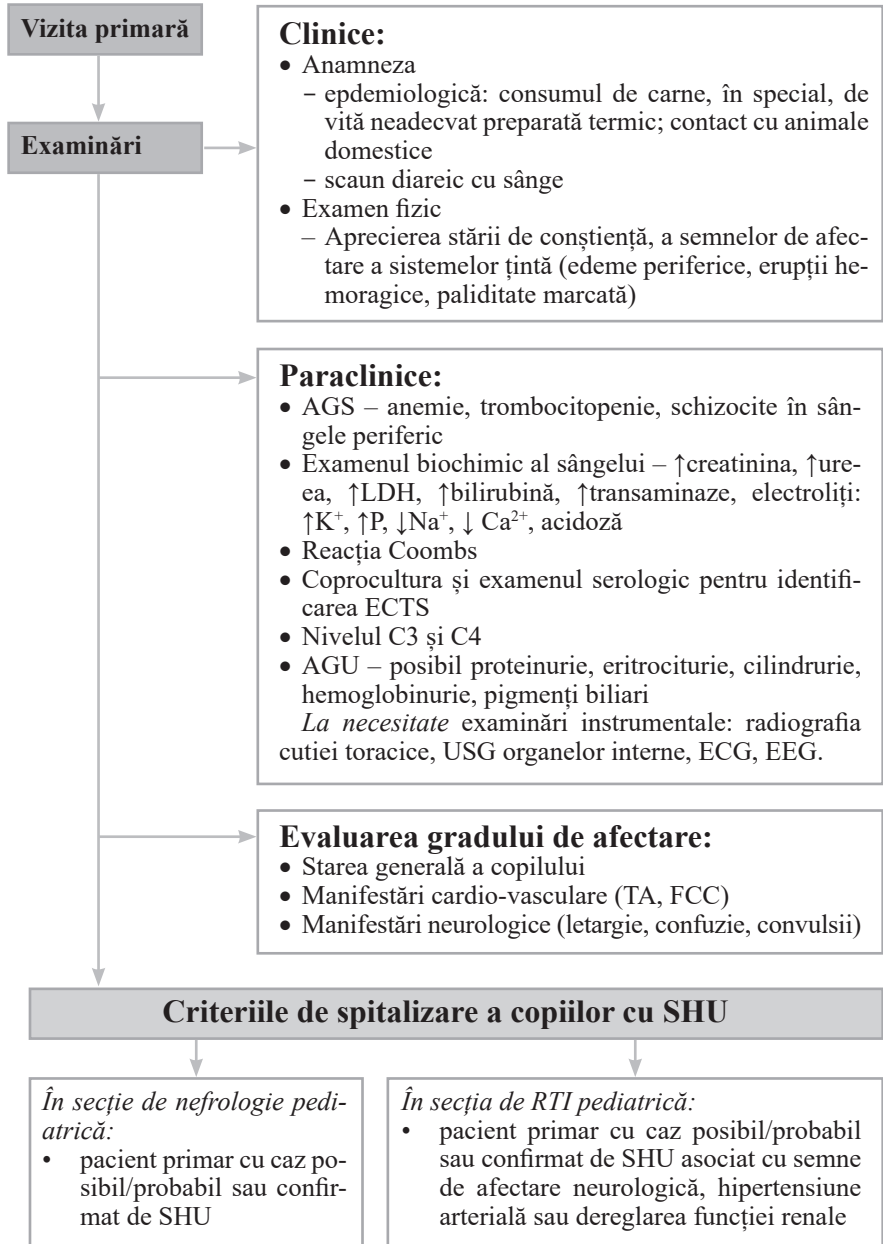 Vizita primară
Examinări
Clinice:
• Anamneza
– epdemiologică: consumul de carne, în special, de
vită neadecvat preparată termic; contact cu animale
domestice
– scaun diareic cu sânge
• Examen fizic
– Aprecierea stării de conștiență, a semnelor de afec-
tare a sistemelor țintă (edeme periferice, erupții he-
moragice, paliditate marcată)
Paraclinice:
• AGS – anemie, trombocitopenie, schizocite în sân-
gele periferic
• Examenul biochimic al sângelui – ↑creatinina, ↑ure-
ea, ↑LDH, ↑bilirubină, ↑transaminaze, electroliți:
↑K⁺, ↑P, ↓Na⁺, ↓ Ca²⁺, acidoză
• Reacția Coombs
• Coprocultura și examenul serologic pentru identifi-
carea ECTS
• Nivelul C3 și C4
• AGU – posibil proteinurie, eritrociturie, cilindrurie,
hemoglobinurie, pigmenți biliari
La necesitate examinări instrumentale: radiografia
cutiei toracice, USG organelor interne, ECG, EEG.
Evaluarea gradului de afectare:
• Starea generală a copilului
• Manifestări cardio-vasculare (TA, FCC)
• Manifestări neurologice (letargie, confuzie, convulsii)
Criteriile de spitalizare a copiilor cu SHU
În secție de nefrologie pedi-
atrică:
• pacient primar cu caz po-
sibil/probabil sau confir-
mat de SHU
În secția de RTI pediatrică:
• pacient primar cu caz posibil/probabil
sau confirmat de SHU asociat cu semne
de afectare neurologică, hipertensiune
arterială sau dereglarea funcției renale